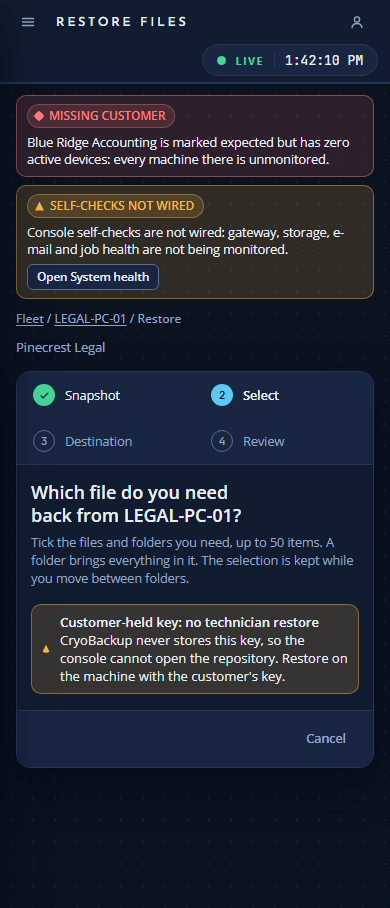 RESTORE FILES
LIVE 1:42:10 PM
MISSING CUSTOMER
Blue Ridge Accounting is marked expected but has zero
active devices: every machine there is unmonitored.
SELF-CHECKS NOT WIRED
Console self-checks are not wired: gateway, storage, e-
mail and job health are not being monitored.
Open System health
Fleet / LEGAL-PC-01 / Restore
Pinecrest Legal
Snapshot
2 Select
3 Destination
4 Review
Which file do you need
back from LEGAL-PC-01?
Tick the files and folders you need, up to 50 items. A
folder brings everything in it. The selection is kept while
you move between folders.
Customer-held key: no technician restore
CryoBackup never stores this key, so the
console cannot open the repository. Restore on
the machine with the customer's key.
Cancel